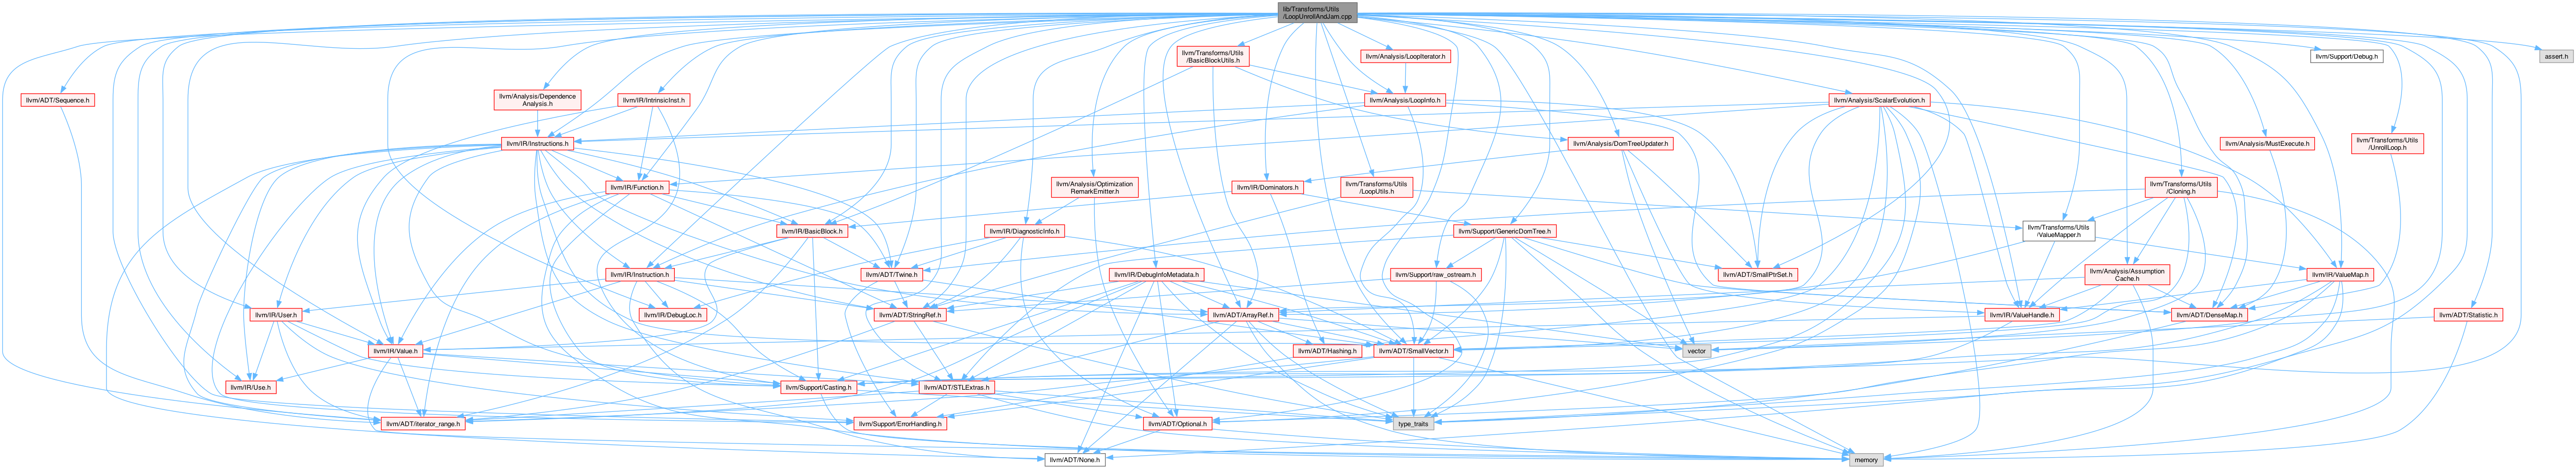 lib/Transforms/Utils
/LoopUnrollAndJam.cpp
llvm/Transforms/Utils
/BasicBlockUtils.h
llvm/Analysis/LoopIterator.h
llvm/Support/Debug.h
assert.h
llvm/ADT/Sequence.h
llvm/Analysis/Dependence
Analysis.h
llvm/IR/IntrinsicInst.h
llvm/Analysis/LoopInfo.h
llvm/Analysis/ScalarEvolution.h
llvm/IR/Instructions.h
llvm/Analysis/DomTreeUpdater.h
llvm/Analysis/MustExecute.h
llvm/Transforms/Utils
/UnrollLoop.h
llvm/IR/Function.h
llvm/Analysis/Optimization
RemarkEmitter.h
llvm/IR/Dominators.h
llvm/Transforms/Utils
/LoopUtils.h
llvm/Transforms/Utils
/Cloning.h
llvm/IR/BasicBlock.h
llvm/IR/DiagnosticInfo.h
llvm/Support/GenericDomTree.h
llvm/Transforms/Utils
/ValueMapper.h
llvm/IR/Instruction.h
llvm/ADT/Twine.h
llvm/IR/DebugInfoMetadata.h
llvm/Support/raw_ostream.h
llvm/ADT/SmallPtrSet.h
llvm/Analysis/Assumption
Cache.h
llvm/IR/ValueMap.h
llvm/IR/User.h
llvm/IR/DebugLoc.h
llvm/ADT/StringRef.h
llvm/ADT/ArrayRef.h
llvm/IR/ValueHandle.h
llvm/ADT/DenseMap.h
llvm/ADT/Statistic.h
llvm/IR/Value.h
llvm/ADT/Hashing.h
llvm/ADT/SmallVector.h
vector
llvm/IR/Use.h
llvm/Support/Casting.h
llvm/ADT/STLExtras.h
llvm/ADT/iterator_range.h
llvm/Support/ErrorHandling.h
llvm/ADT/Optional.h
type_traits
llvm/ADT/None.h
memory